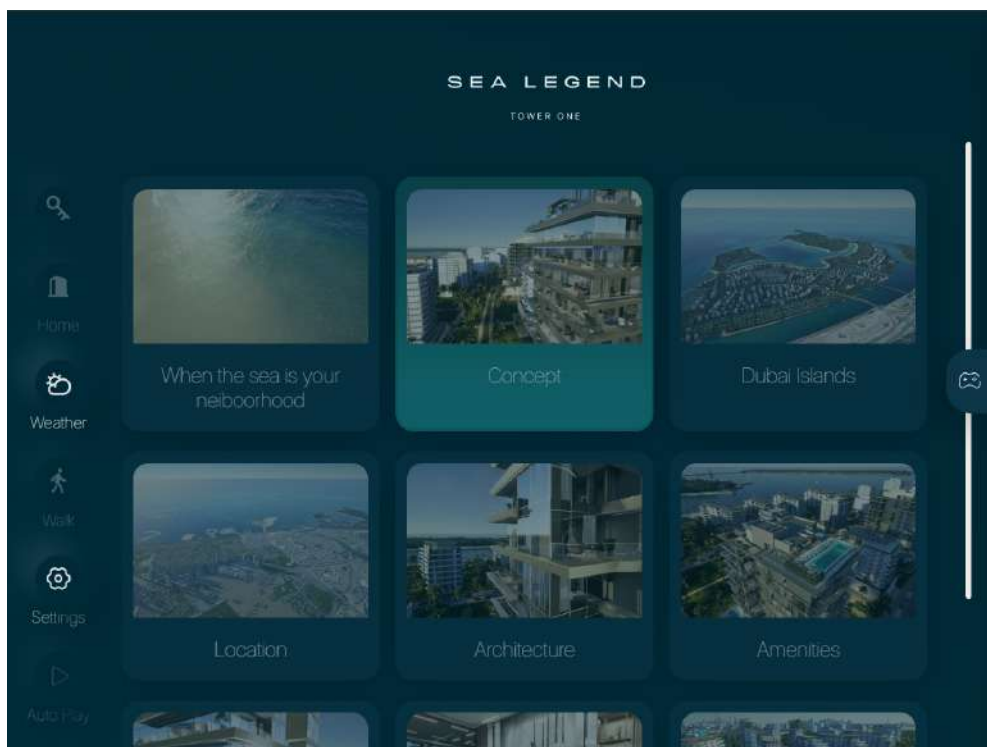 SEA LEGEND
TOWER ONE
Home
Weather
Walk
Settings
Auto Play
When the sea is your
neiboorhood
Concept
Dubai Islands
Location
Architecture
Amenities